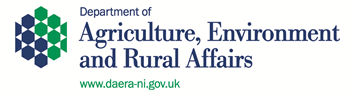 Department of
Agriculture, Environment
and Rural Affairs
www.daera-ni.gov.uk